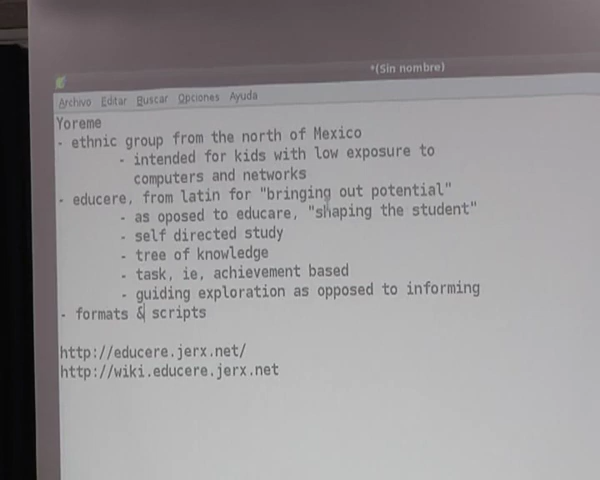 *(Sin nombre)
Archivo Editar Buscar Opciones Ayuda
Yoreme
- ethnic group from the north of Mexico
- intended for kids with low exposure to
computers and networks
- educere, from latin for "bringing out potential"
- as oposed to educare, "shaping the student"
- self directed study
- tree of knowledge
- task, ie, achievement based
- guiding exploration as opposed to informing
- formats & scripts
http://educere.jerx.net/
http://wiki.educere.jerx.net